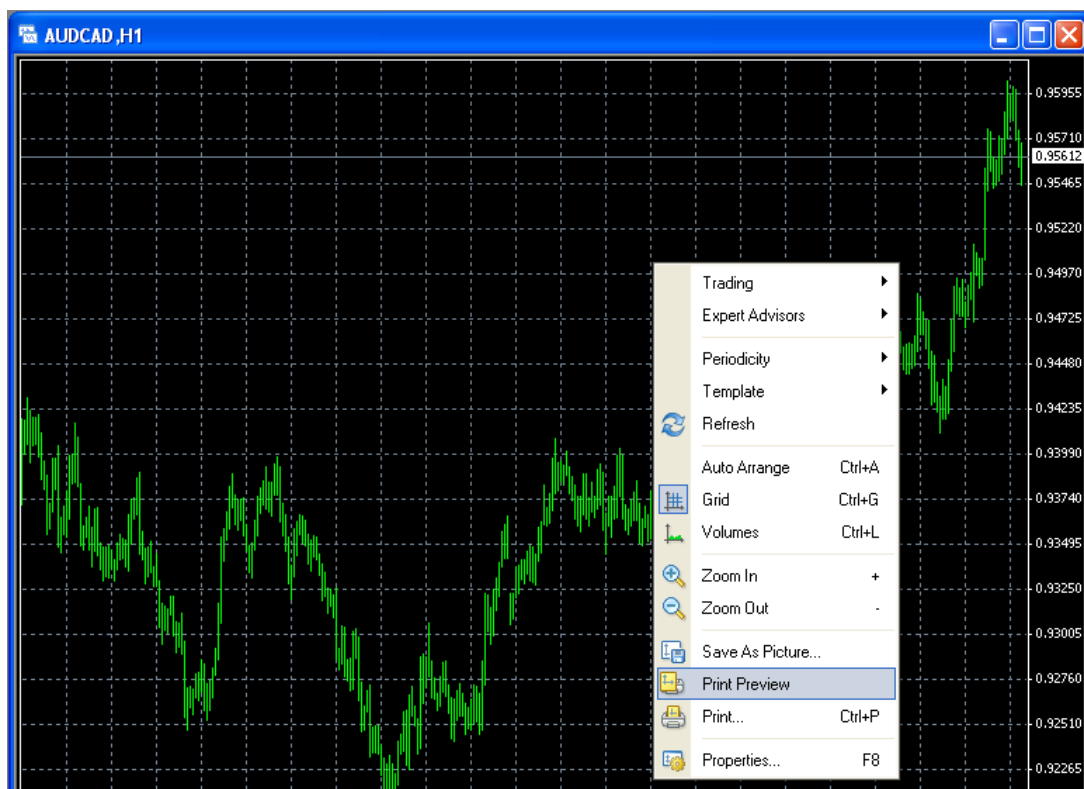 AUDCAD,H1
0.95955
0.95710
0.95612
0.95465
0.95220
0.94970
0.94725
0.94480
0.94235
0.93990
0.93740
0.93495
0.93250
0.93005
0.92760
0.92510
0.92265
Trading
Expert Advisors
Periodicity
Template
Refresh
Auto Arrange Ctrl+A
Grid Ctrl+G
Volumes Ctrl+L
Zoom In +
Zoom Out -
Save As Picture...
Print Preview
Print... Ctrl+P
Properties... F8